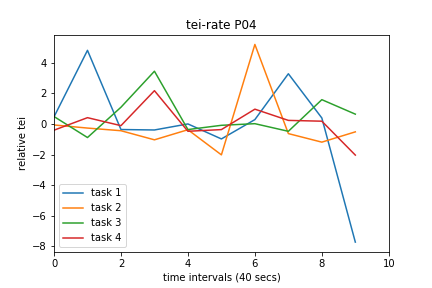 tei-rate P04
relative tei
4
2
0
−2
−4
−6
−8
task 1
task 2
task 3
task 4
0 2 4 6 8 10
time intervals (40 secs)